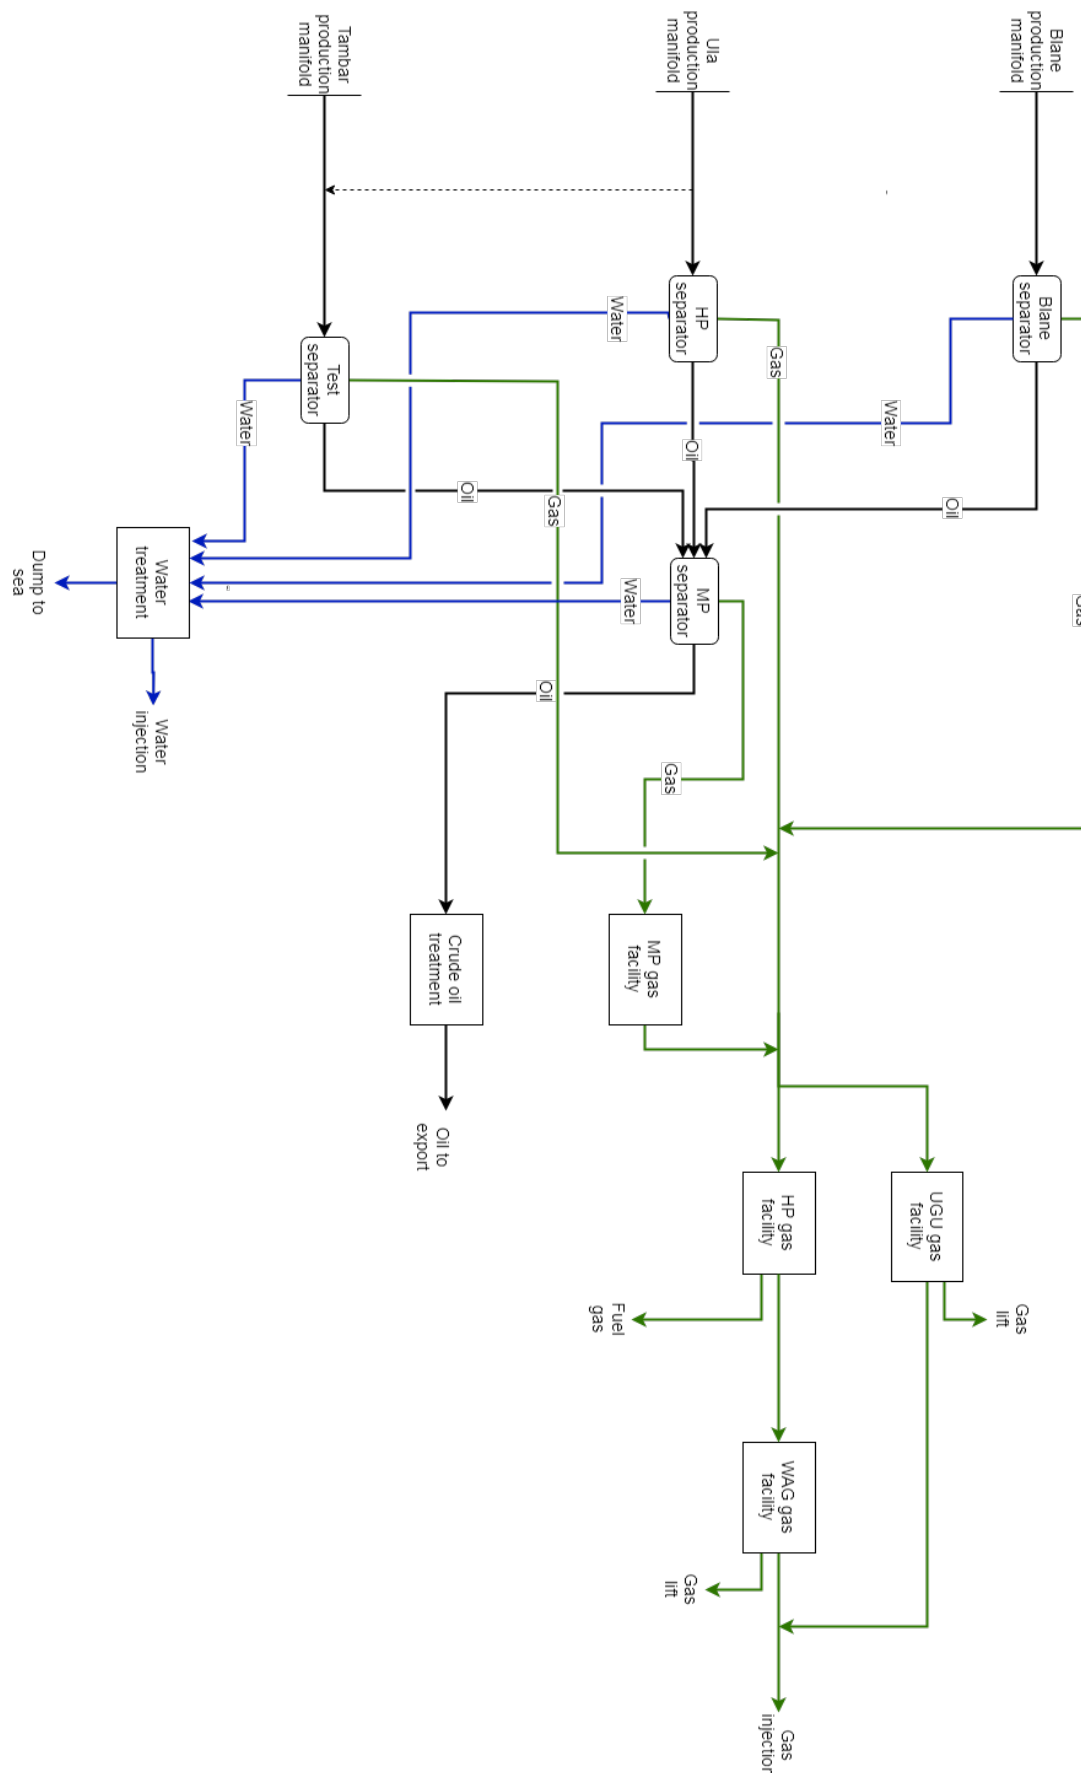 Blane
production
manifold
Ula
production
manifold
Tambar
production
manifold
Blane
separator
HP
separator
Test
separator
Water
Gas
Water
Water
Oil
Oil
Gas
Oil
MP
separator
Water
Water
treatment
Dump to
sea
Water
injection
Gas
Oil
Gas
MP gas
facility
Crude oil
treatment
Oil to
export
UGU gas
facility
HP gas
facility
Gas
lift
Fuel
gas
WAG gas
facility
Gas
lift
Gas
injection